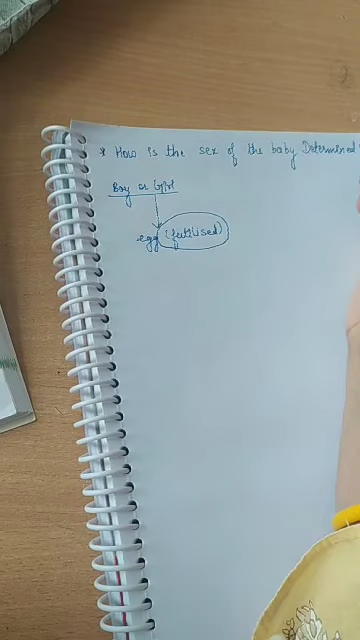 * How is the sex of the baby Determined
Boy or Girl
egg (fertilised)